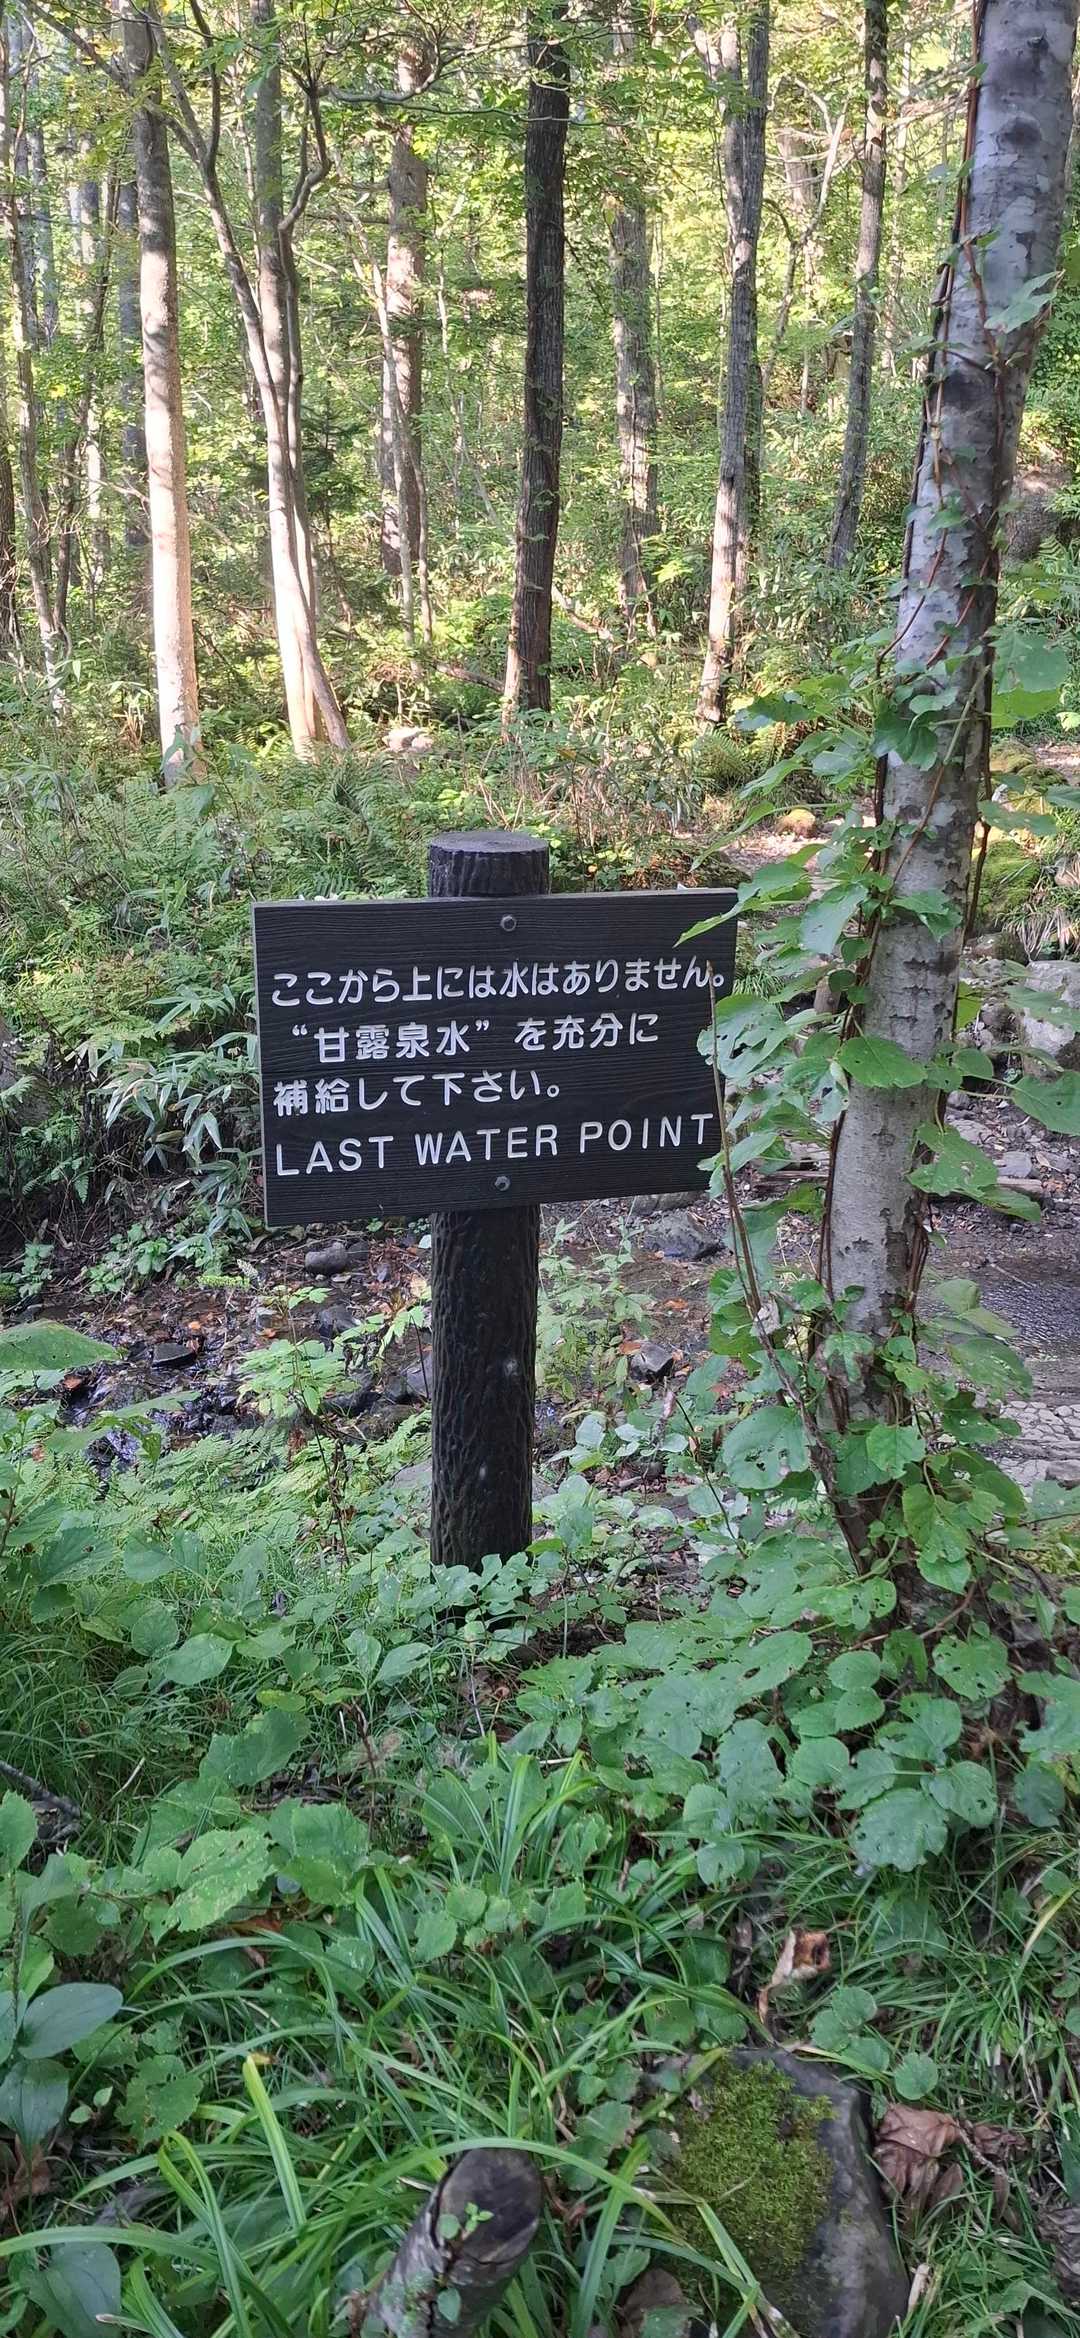 ここから上には水はありません。
“甘露泉水”を充分に
補給して下さい。
LAST WATER POINT